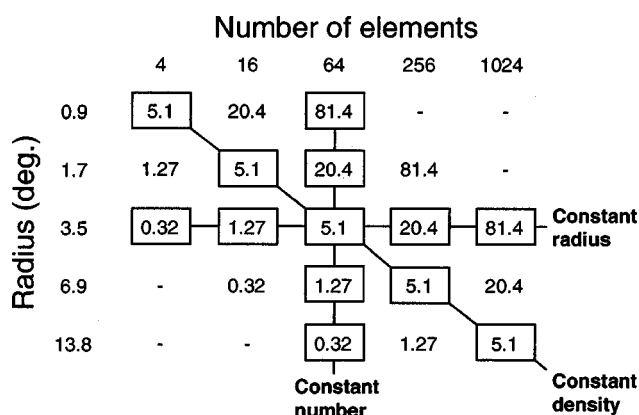 Number of elements
4 16 64 256 1024
Radius (deg.)
0.9 5.1 20.4 81.4 - -
1.7 1.27 5.1 20.4 81.4 -
3.5 0.32 1.27 5.1 20.4 81.4 Constant
radius
6.9 - 0.32 1.27 5.1 20.4
13.8 - - 0.32 1.27 5.1
Constant
number
Constant
density